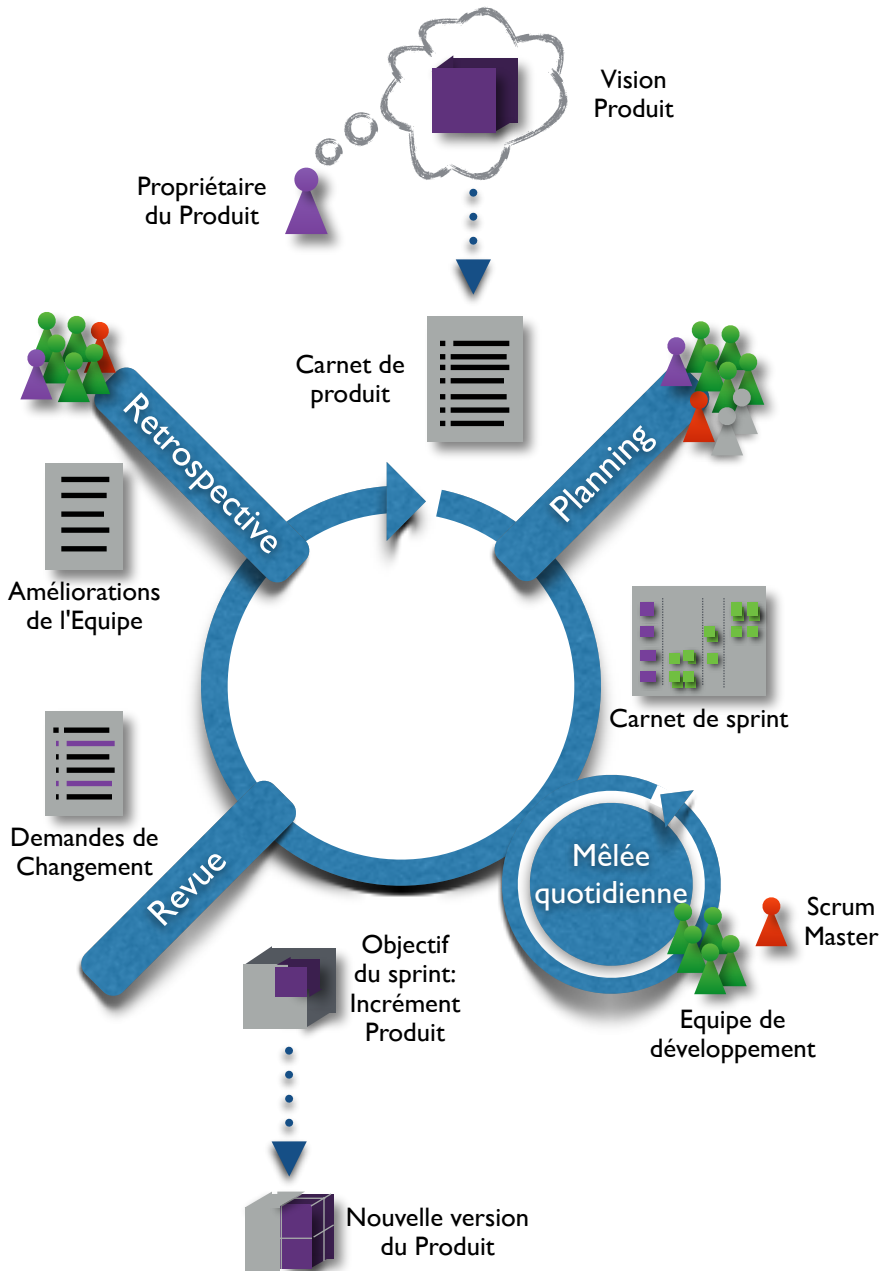 Vision
Produit
Propriétaire
du Produit
Carnet de
produit
Retrospective
Planning
Améliorations
de l'Equipe
Carnet de sprint
Demandes de
Changement
Revue
Mêlée
quotidienne
Scrum
Master
Objectif
du sprint:
Incrément
Produit
Equipe de
développement
Nouvelle version
du Produit